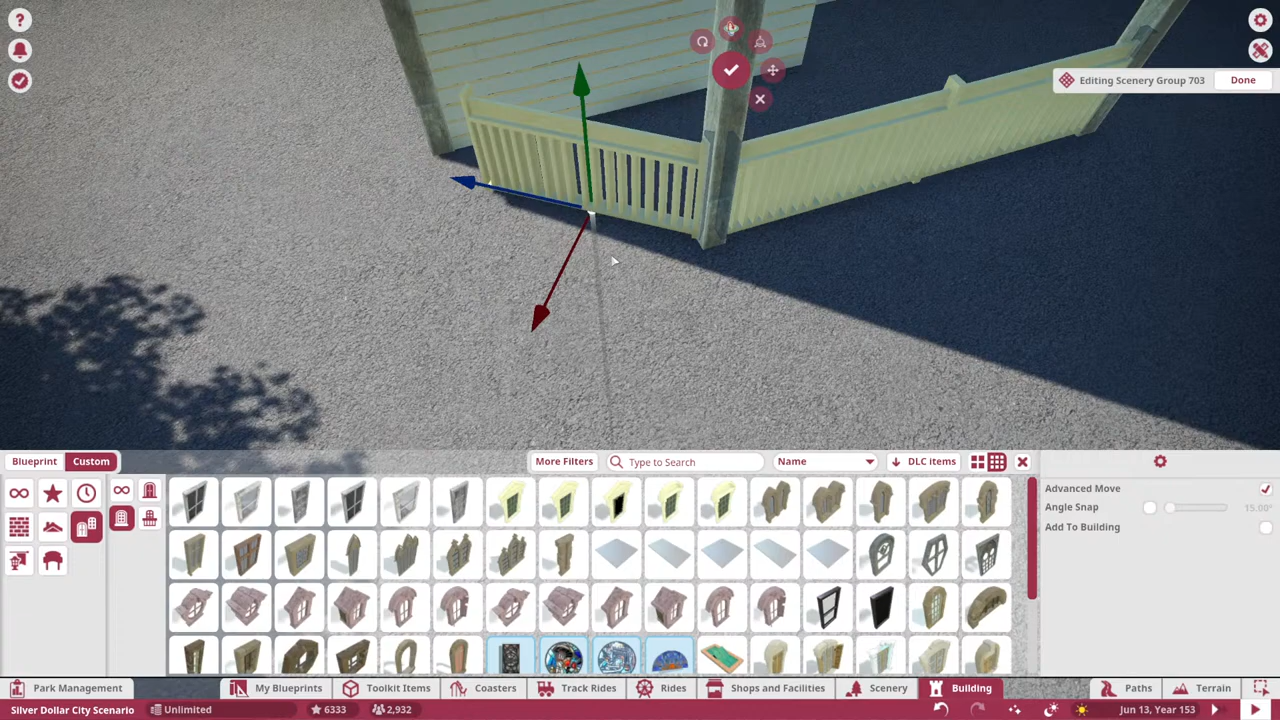 ?
Editing Scenery Group 703
Done
Blueprint
Custom
More Filters
Type to Search
Name
DLC items
Advanced Move
Angle Snap
15.00°
Add To Building
Park Management
My Blueprints
Toolkit Items
Coasters
Track Rides
Rides
Shops and Facilities
Scenery
Building
Paths
Terrain
Silver Dollar City Scenario
Unlimited
6333
2,932
Jun 13, Year 153